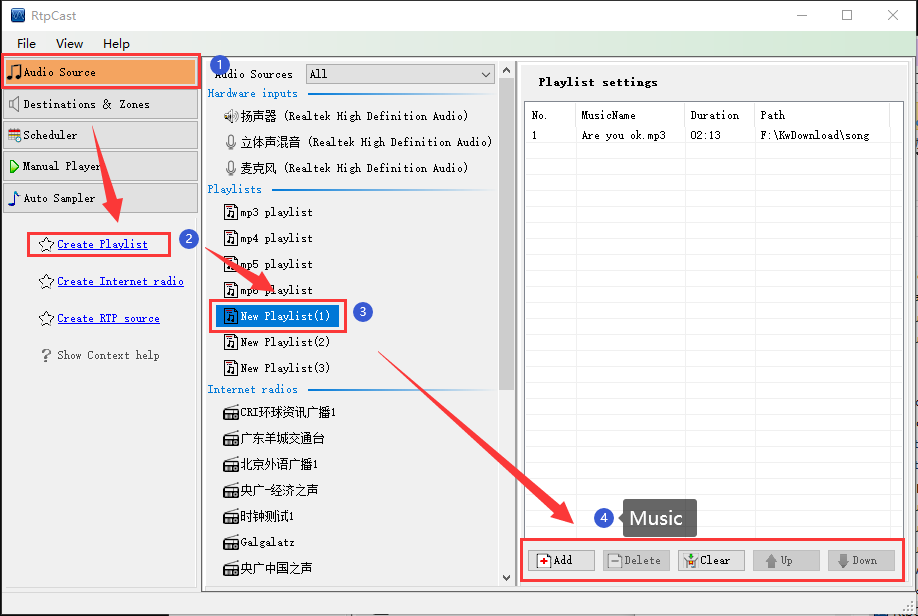 RtpCast
File View Help
Audio Source
Destinations & Zones
Scheduler
Manual Player
Auto Sampler
Create Playlist
Create Internet radio
Create RTP source
? Show Context help
1
2
3
Audio Sources All
Hardware inputs
扬声器 (Realtek High Definition Audio)
立体声混音 (Realtek High Definition Audio)
麦克风 (Realtek High Definition Audio)
Playlists
mp3 playlist
mp4 playlist
mp5 playlist
mp6 playlist
New Playlist(1)
New Playlist(2)
New Playlist(3)
Internet radios
CRI环球资讯广播1
广东羊城交通台
北京外语广播1
央广-经济之声
时钟测试1
Galgalatz
央广中国之声
Playlist settings
No. MusicName Duration Path
1 Are you ok.mp3 02:13 F:\KwDownload\song
4 Music
Add Delete Clear Up Down